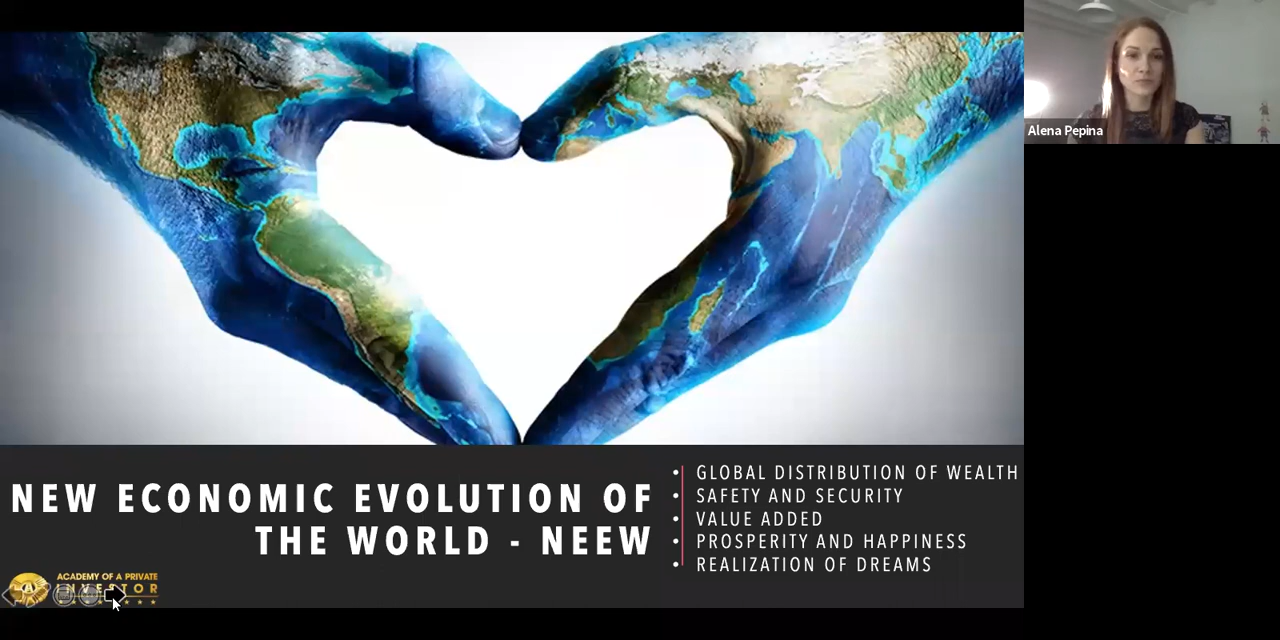 Alena Pepina
NEW ECONOMIC EVOLUTION OF
THE WORLD - NEEW
• GLOBAL DISTRIBUTION OF WEALTH
• SAFETY AND SECURITY
• VALUE ADDED
• PROSPERITY AND HAPPINESS
• REALIZATION OF DREAMS
ACADEMY OF A PRIVATE
INVESTOR